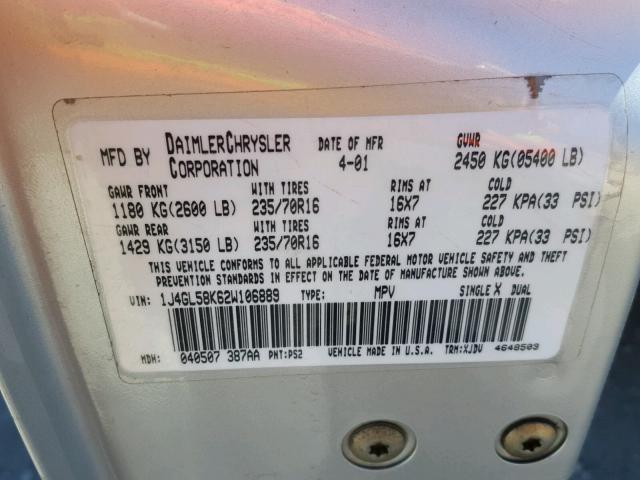 MFD BY DAIMLERCHRYSLER CORPORATION DATE OF MFR 4-01 GVWR 2450 KG(05400 LB)
GAWR FRONT WITH TIRES RIMS AT COLD
1180 KG(2600 LB) 235/70R16 16X7 227 KPA(33 PSI)
GAWR REAR WITH TIRES RIMS AT COLD
1429 KG(3150 LB) 235/70R16 16X7 227 KPA(33 PSI)
THIS VEHICLE CONFORMS TO ALL APPLICABLE FEDERAL MOTOR VEHICLE SAFETY AND THEFT
PREVENTION STANDARDS IN EFFECT ON THE DATE OF MANUFACTURE SHOWN ABOVE.
VIN: 1J4GL58K62W106889 TYPE: MPV SINGLE X DUAL
MDH: 040507 387AA PNT:PS2 VEHICLE MADE IN U.S.A. TRM:XJDV 4648503